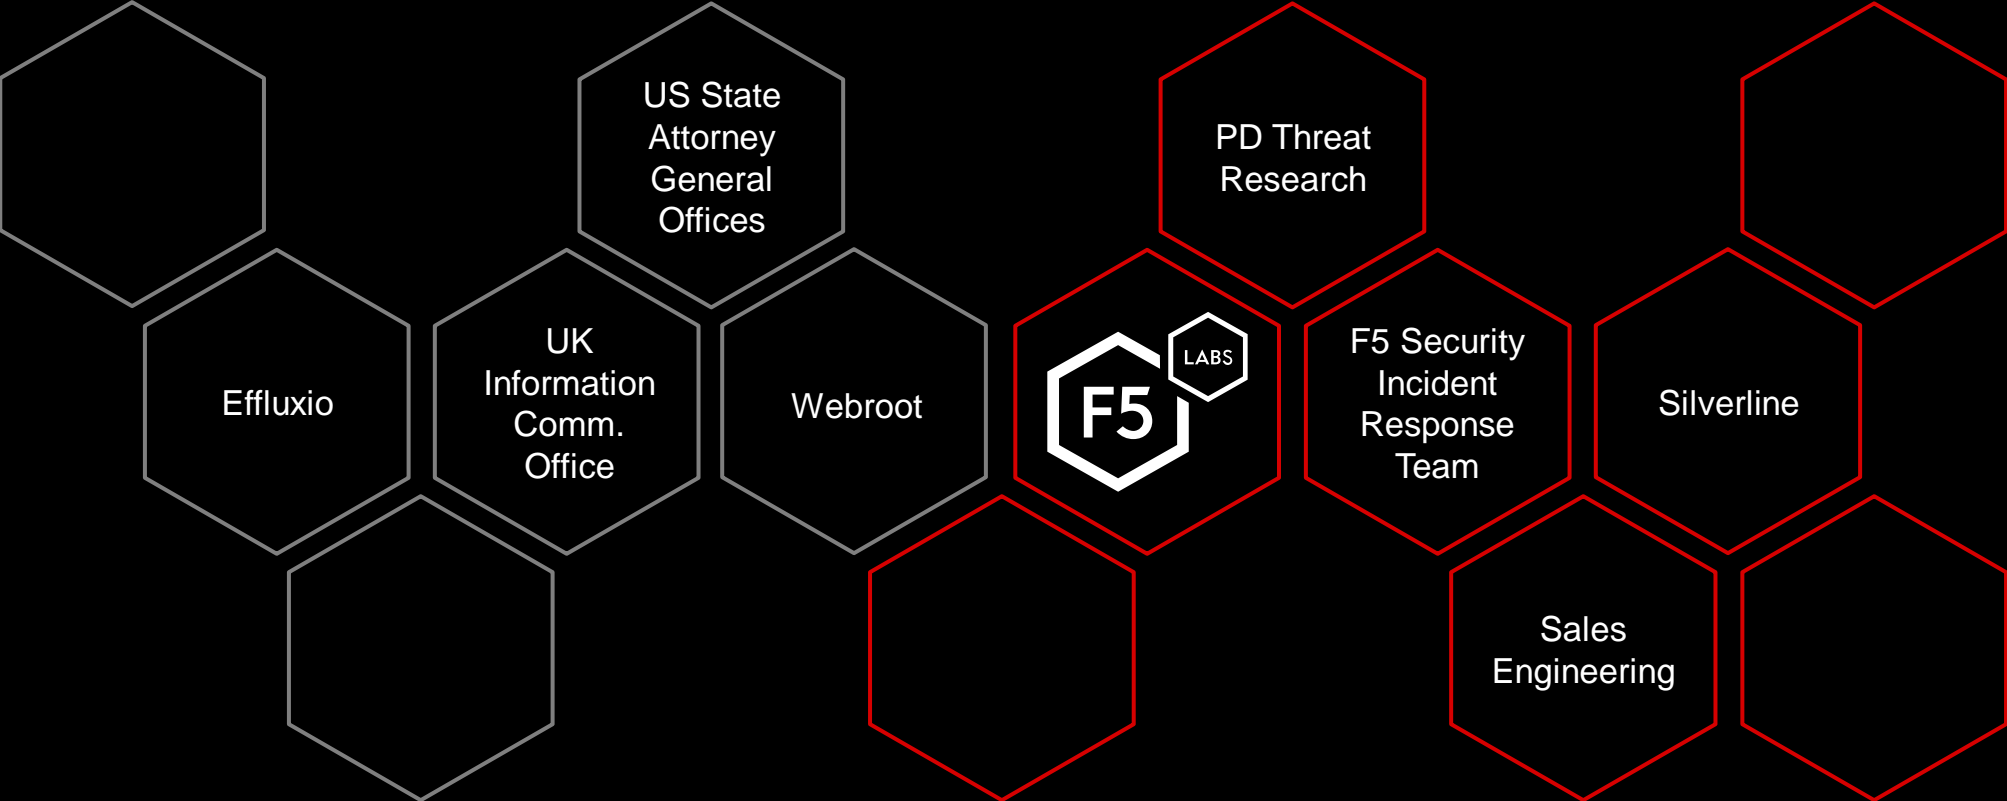 US State
Attorney
General
Offices
PD Threat
Research
Effluxio
UK
Information
Comm.
Office
Webroot
F5
LABS
F5 Security
Incident
Response
Team
Silverline
Sales
Engineering